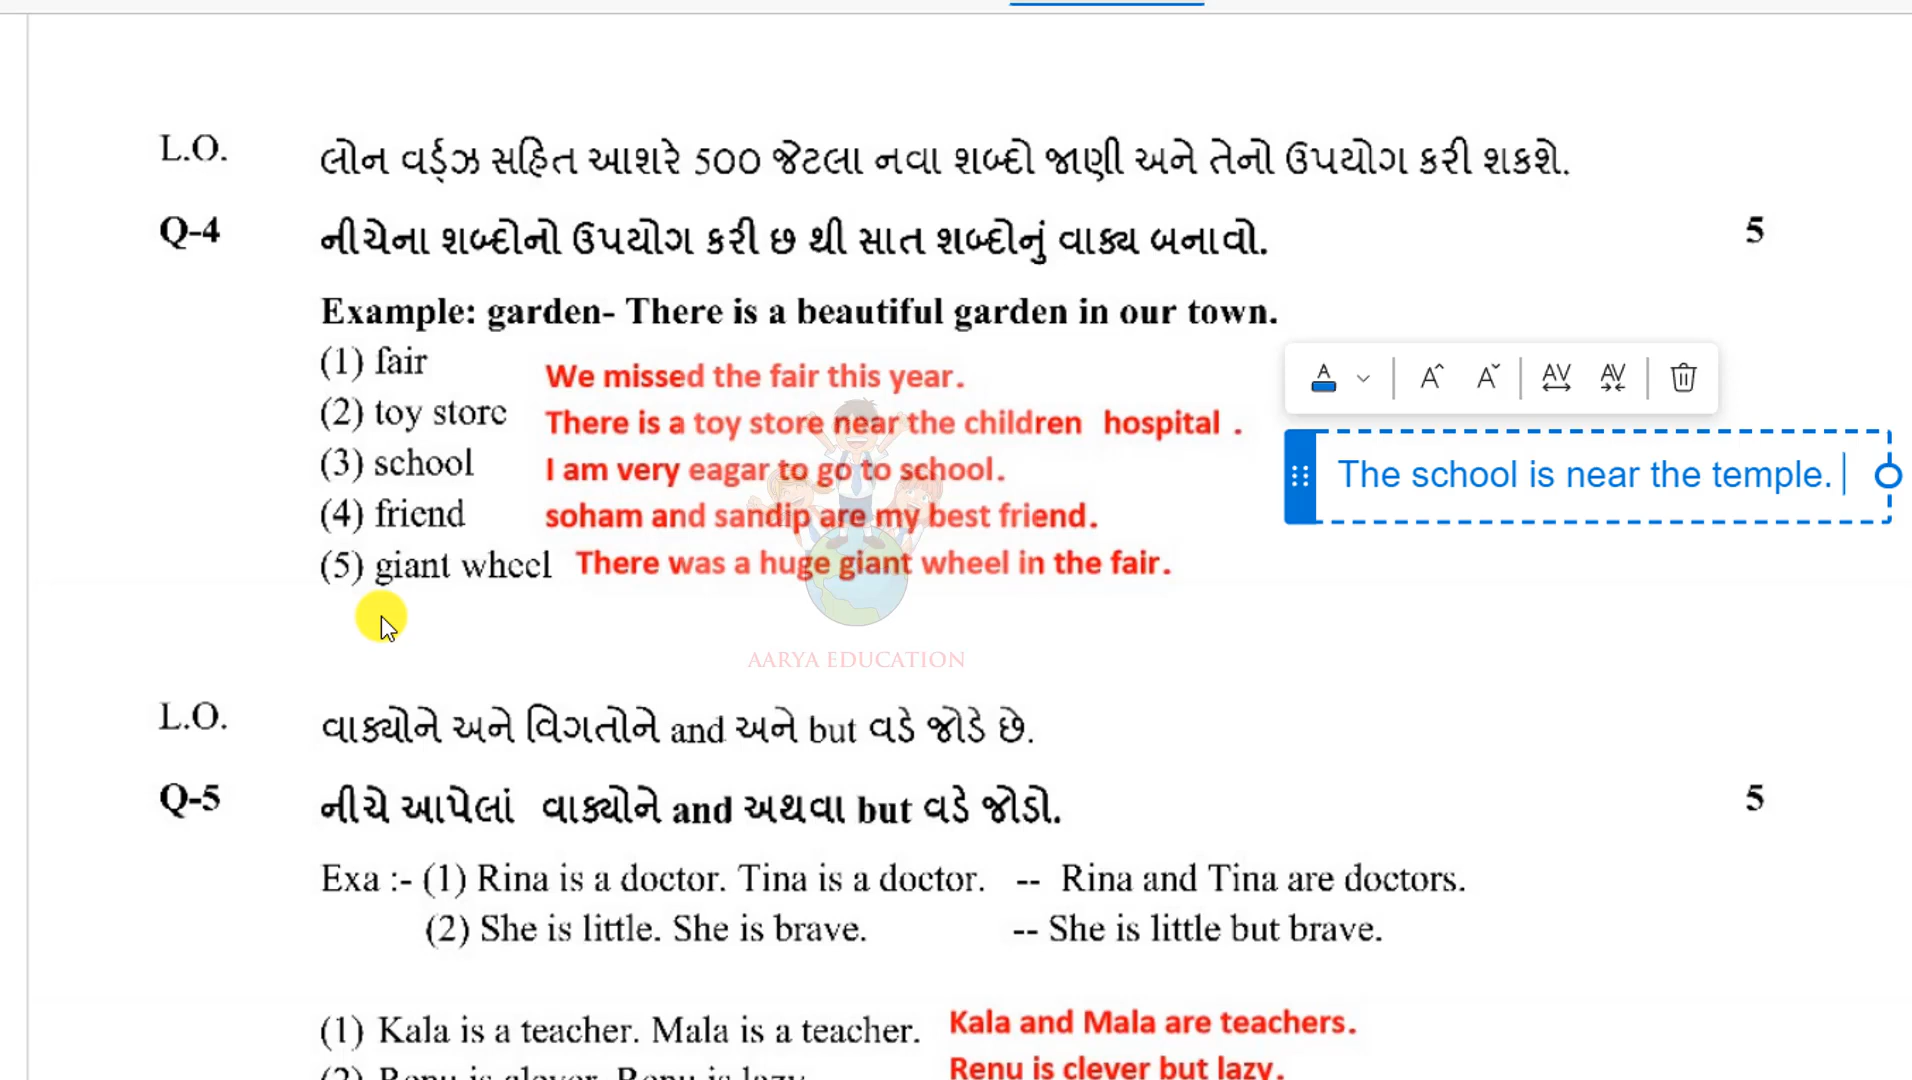 L.O. લોન વર્ડ્ઝ સહિત આશરે 500 જેટલા નવા શબ્દો જાણી અને તેનો ઉપયોગ કરી શકશે.
Q-4 નીચેના શબ્દોનો ઉપયોગ કરી છ થી સાત શબ્દોનું વાક્ય બનાવો. 5
Example: garden- There is a beautiful garden in our town.
(1) fair We missed the fair this year.
(2) toy store There is a toy store near the children hospital .
(3) school I am very eagar to go to school. The school is near the temple.
(4) friend soham and sandip are my best friend.
(5) giant wheel There was a huge giant wheel in the fair.
AARYA EDUCATION
L.O. વાક્યોને અને વિગતોને and અને but વડે જોડે છે.
Q-5 નીચે આપેલાં વાક્યોને and અથવા but વડે જોડો. 5
Exa :- (1) Rina is a doctor. Tina is a doctor. -- Rina and Tina are doctors.
(2) She is little. She is brave. -- She is little but brave.
(1) Kala is a teacher. Mala is a teacher. Kala and Mala are teachers.
(2) Renu is clever. Renu is lazy. Renu is clever but lazy.